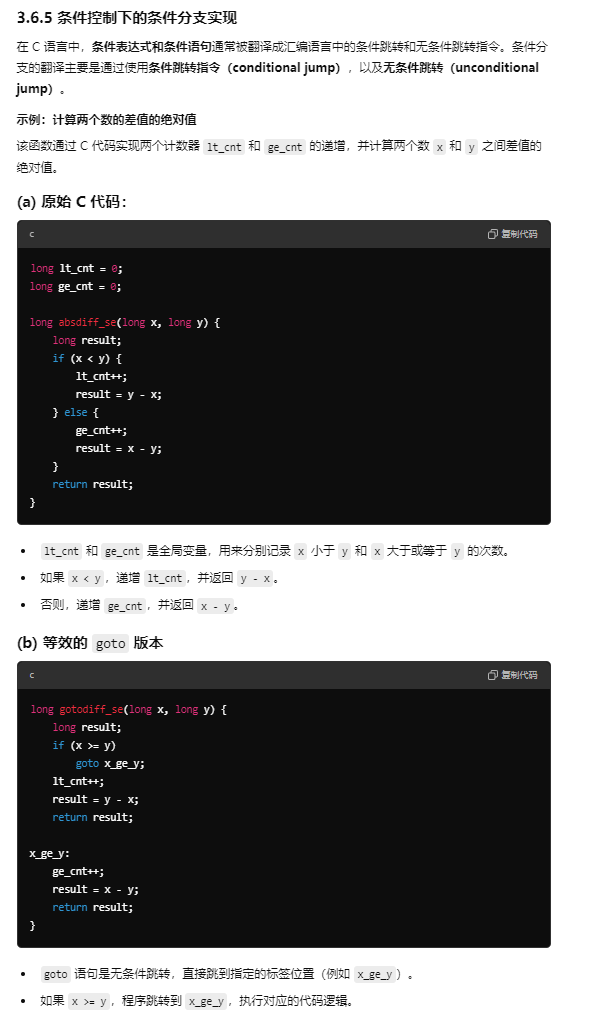 3.6.5 条件控制下的条件分支实现
在 C 语言中，条件表达式和条件语句通常被翻译成汇编语言中的条件跳转和无条件跳转指令。条件分
支的翻译主要是通过使用条件跳转指令（conditional jump），以及无条件跳转（unconditional
jump）。
示例：计算两个数的差值的绝对值
该函数通过 C 代码实现两个计数器 lt_cnt 和 ge_cnt 的递增，并计算两个数 x 和 y 之间差值的
绝对值。
(a) 原始 C 代码：
c 复制代码
long lt_cnt = 0;
long ge_cnt = 0;
long absdiff_se(long x, long y) {
    long result;
    if (x < y) {
        lt_cnt++;
        result = y - x;
    } else {
        ge_cnt++;
        result = x - y;
    }
    return result;
}
• lt_cnt 和 ge_cnt 是全局变量，用来分别记录 x 小于 y 和 x 大于或等于 y 的次数。
• 如果 x < y，递增 lt_cnt，并返回 y - x。
• 否则，递增 ge_cnt，并返回 x - y。
(b) 等效的 goto 版本
c 复制代码
long gotodiff_se(long x, long y) {
    long result;
    if (x >= y)
        goto x_ge_y;
    lt_cnt++;
    result = y - x;
    return result;
x_ge_y:
    ge_cnt++;
    result = x - y;
    return result;
}
• goto 语句是无条件跳转，直接跳到指定的标签位置（例如 x_ge_y）。
• 如果 x >= y，程序跳转到 x_ge_y，执行对应的代码逻辑。